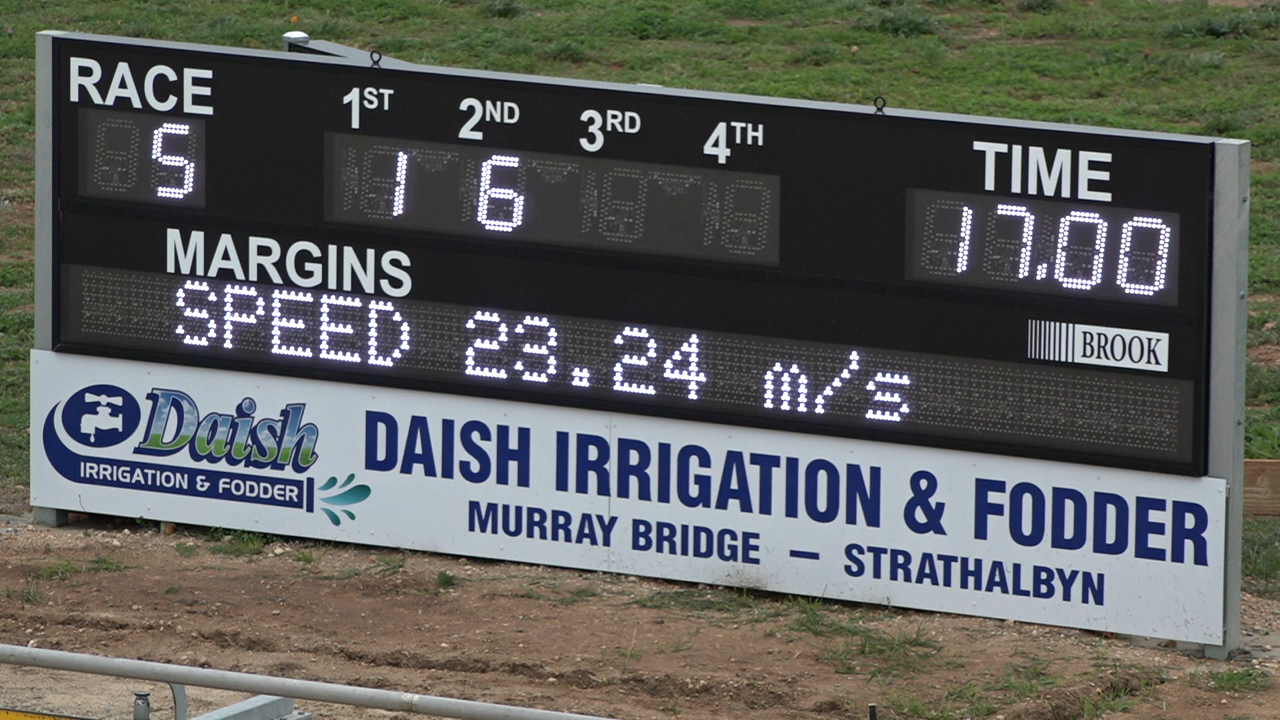 RACE 1ST 2ND 3RD 4TH TIME
5 1 6 17.00
MARGINS
SPEED 23.24 m/s
BROOK
Daish
IRRIGATION & FODDER
DAISH IRRIGATION & FODDER
MURRAY BRIDGE – STRATHALBYN